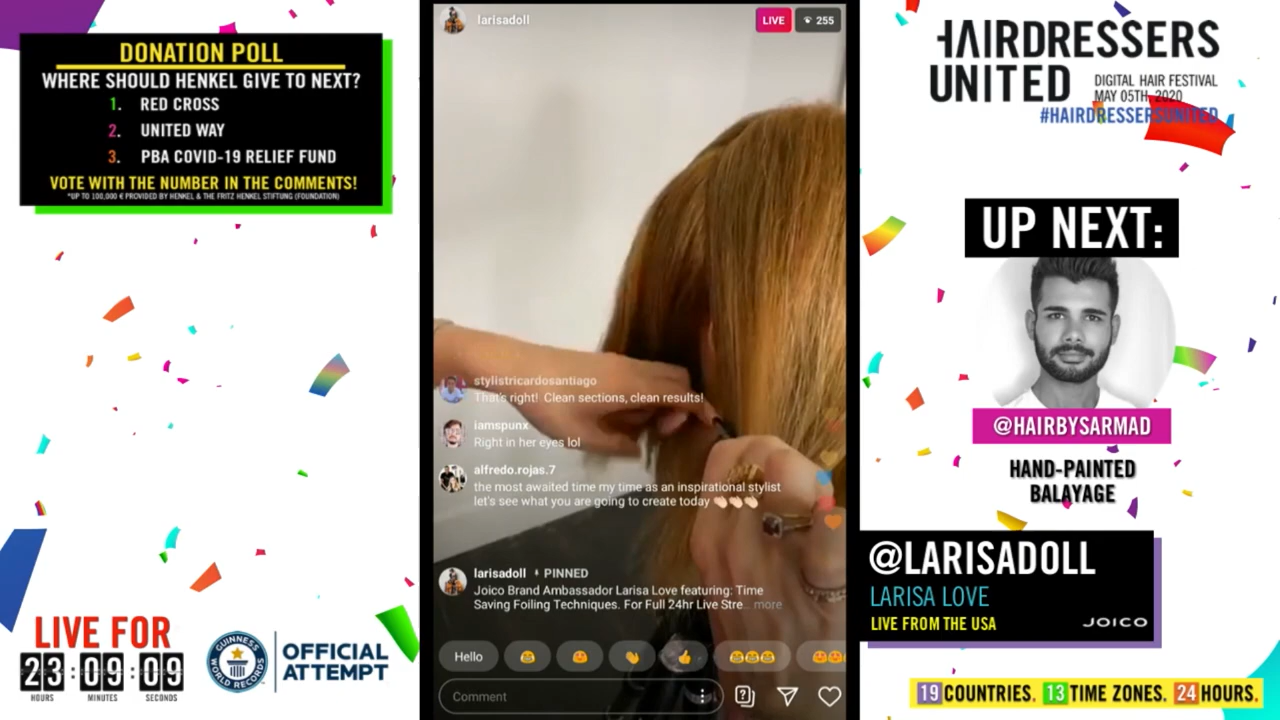 DONATION POLL
WHERE SHOULD HENKEL GIVE TO NEXT?
1. RED CROSS
2. UNITED WAY
3. PBA COVID-19 RELIEF FUND
VOTE WITH THE NUMBER IN THE COMMENTS!
*UP TO 100,000 € PROVIDED BY HENKEL & THE FRITZ HENKEL STIFTUNG (FOUNDATION)
LIVE FOR
23:09:09
HOURS MINUTES SECONDS
GUINNESS
WORLD RECORDS
OFFICIAL
ATTEMPT
larisadoll
LIVE 255
stylistricardosantiago
That's right! Clean sections, clean results!
iamspunx
Right in her eyes lol
alfredo.rojas.7
the most awaited time my time as an inspirational stylist
let's see what you are going to create today 👏🏻👏🏻👏🏻
larisadoll PINNED
Joico Brand Ambassador Larisa Love featuring: Time
Saving Foiling Techniques. For Full 24hr Live Stre... more
Hello
Comment
HAIRDRESSERS
UNITED
DIGITAL HAIR FESTIVAL
MAY 05TH, 2020
#HAIRDRESSERSUNITED
UP NEXT:
@HAIRBYSARMAD
HAND-PAINTED
BALAYAGE
@LARISADOLL
LARISA LOVE
LIVE FROM THE USA
JOICO
19 COUNTRIES. 13 TIME ZONES. 24 HOURS.